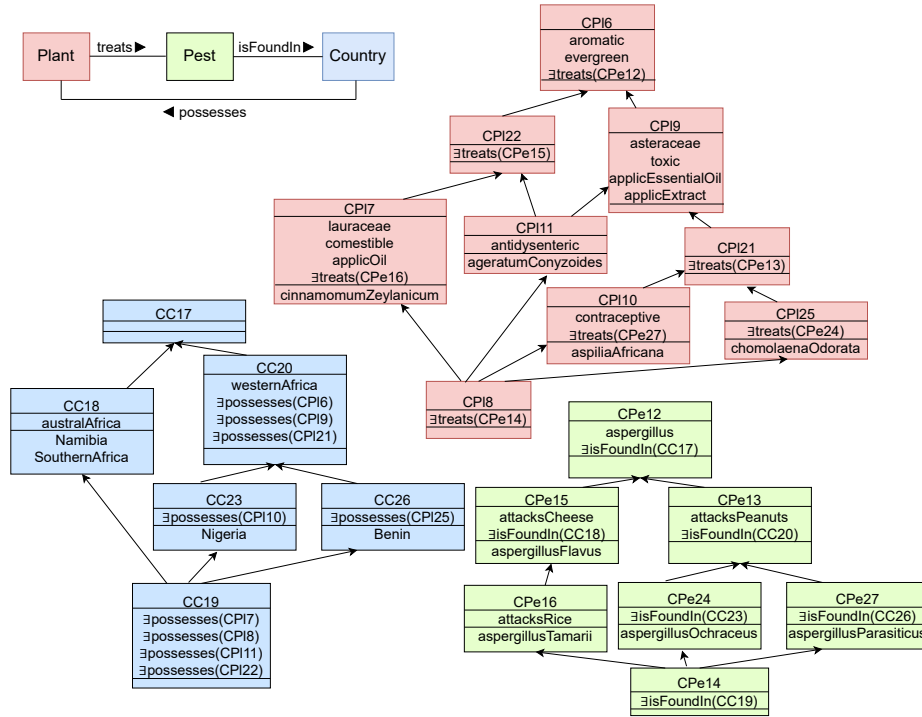 treats ▶
isFoundIn ▶
Plant
Pest
Country
◀ possesses
CPl6
aromatic
evergreen
∃treats(CPe12)
CPl22
∃treats(CPe15)
CPl9
asteraceae
toxic
applicEssentialOil
applicExtract
CPl7
lauraceae
comestible
applicOil
∃treats(CPe16)
cinnamomumZeylanicum
CPl11
antidysenteric
ageratumConyzoides
CPl21
∃treats(CPe13)
CPl10
contraceptive
∃treats(CPe27)
aspiliaAfricana
CPl25
∃treats(CPe24)
chomolaenaOdorata
CPl8
∃treats(CPe14)
CC17
CC20
westernAfrica
∃possesses(CPl6)
∃possesses(CPl9)
∃possesses(CPl21)
CC18
australAfrica
Namibia
SouthernAfrica
CC23
∃possesses(CPl10)
Nigeria
CC26
∃possesses(CPl25)
Benin
CC19
∃possesses(CPl7)
∃possesses(CPl8)
∃possesses(CPl11)
∃possesses(CPl22)
CPe12
aspergillus
∃isFoundIn(CC17)
CPe15
attacksCheese
∃isFoundIn(CC18)
aspergillusFlavus
CPe13
attacksPeanuts
∃isFoundIn(CC20)
CPe16
attacksRice
aspergillusTamarii
CPe24
∃isFoundIn(CC23)
aspergillusOchraceus
CPe27
∃isFoundIn(CC26)
aspergillusParasiticus
CPe14
∃isFoundIn(CC19)